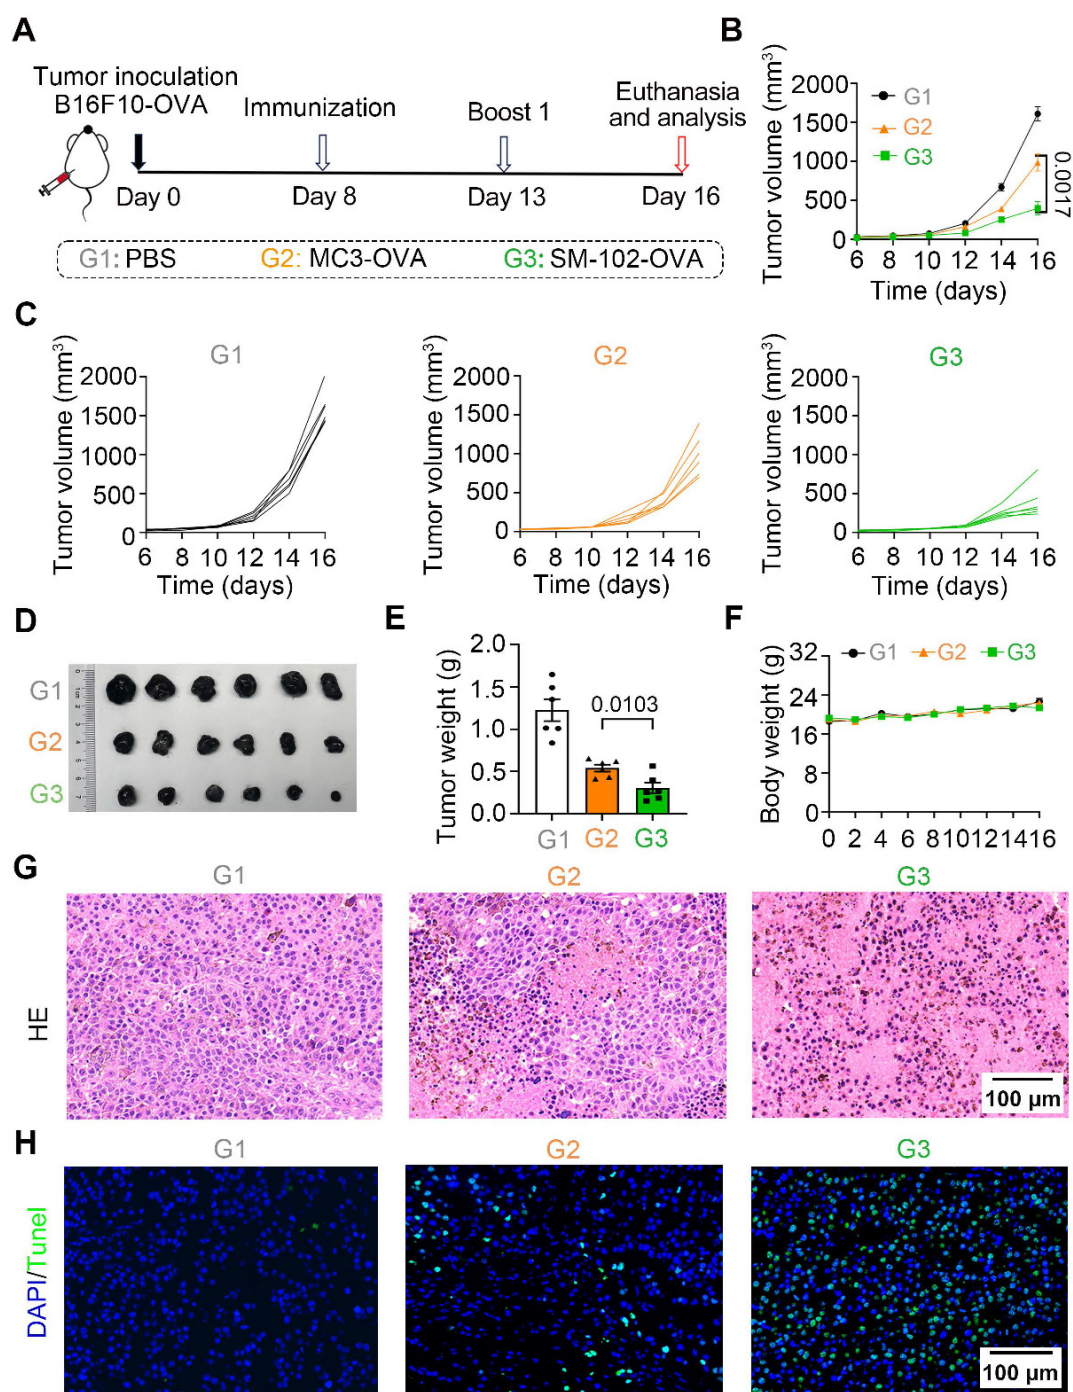 A
Tumor inoculation
B16F10-OVA
Immunization
Boost 1
Euthanasia
and analysis
Day 0
Day 8
Day 13
Day 16
G1: PBS
G2: MC3-OVA
G3: SM-102-OVA
B
Tumor volume (mm³)
2000
1500
1000
500
0
G1
G2
G3
0.0017
6 8 10 12 14 16
Time (days)
C
G1
Tumor volume (mm³)
2000
1500
1000
500
0
6 8 10 12 14 16
Time (days)
G2
Tumor volume (mm³)
2000
1500
1000
500
0
6 8 10 12 14 16
Time (days)
G3
Tumor volume (mm³)
2000
1500
1000
500
0
6 8 10 12 14 16
Time (days)
D
G1
G2
G3
E
Tumor weight (g)
2.0
1.5
1.0
0.5
0.0
0.0103
G1 G2 G3
F
Body weight (g)
32
24
16
8
0
G1 G2 G3
0 2 4 6 8 10 12 14 16
G
G1
G2
G3
HE
100 µm
H
G1
G2
G3
DAPI/Tunel
100 µm